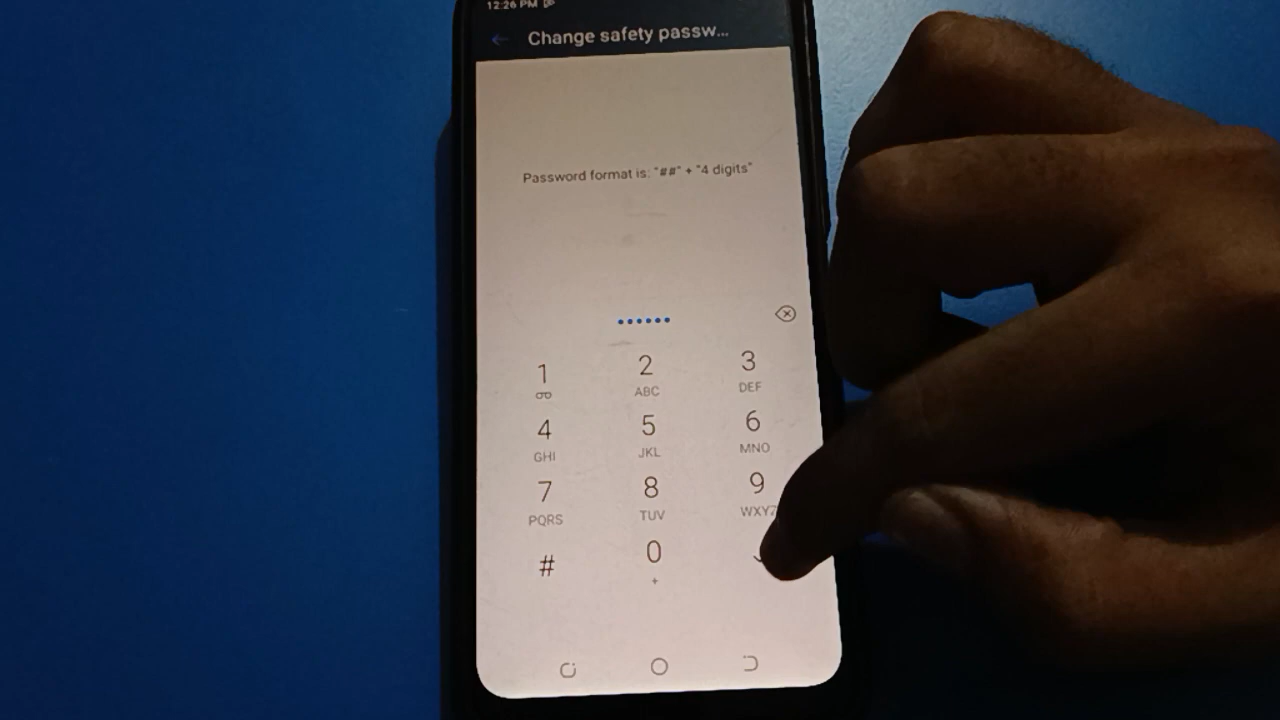 12:26 PM
Change safety passw...
Password format is: "##" + "4 digits"
1 2 3
ABC DEF
4 5 6
GHI JKL MNO
7 8 9
PQRS TUV WXYZ
# 0
+